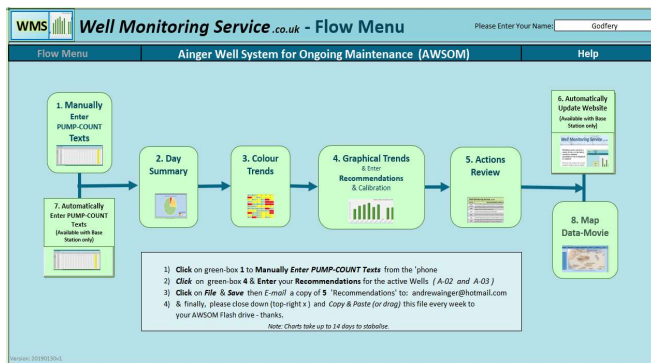 WMS Well Monitoring Service .co.uk - Flow Menu
Please Enter Your Name: Godfery
Flow Menu
Ainger Well System for Ongoing Maintenance (AWSOM)
Help
1. Manually
Enter
PUMP-COUNT
Texts
7. Automatically
Enter PUMP-COUNT
Texts
(Available with Base
Station only)
2. Day
Summary
3. Colour
Trends
4. Graphical Trends
& Enter
Recommendations
& Calibration
5. Actions
Review
6. Automatically
Update Website
(Available with Base
Station only)
8. Map
Data-Movie
1) Click on green-box 1 to Manually Enter PUMP-COUNT Texts from the 'phone
2) Click on green-box 4 & Enter your Recommendations for the active Wells ( A-02 and A-03 )
3) Click on File & Save then E-mail a copy of 5 'Recommendations' to: andrewainger@hotmail.com
4) & finally, please close down (top-right x ) and Copy & Paste (or drag) this file every week to
your AWSOM Flash drive - thanks.
Note: Charts take up to 14 days to stabalise.
Version: 20190130v1